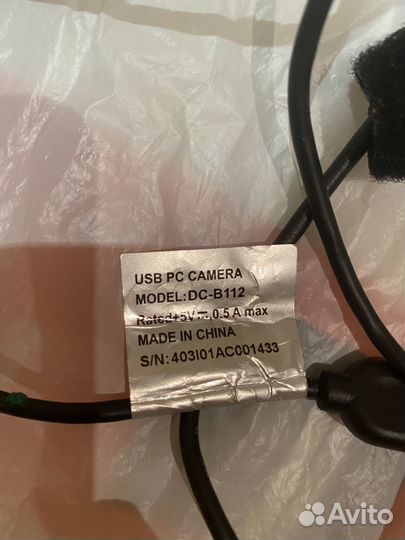 USB PC CAMERA
MODEL:DC-B112
Rated+5V⎓,0.5 A max
MADE IN CHINA
S/N:403I01AC001433
Avito